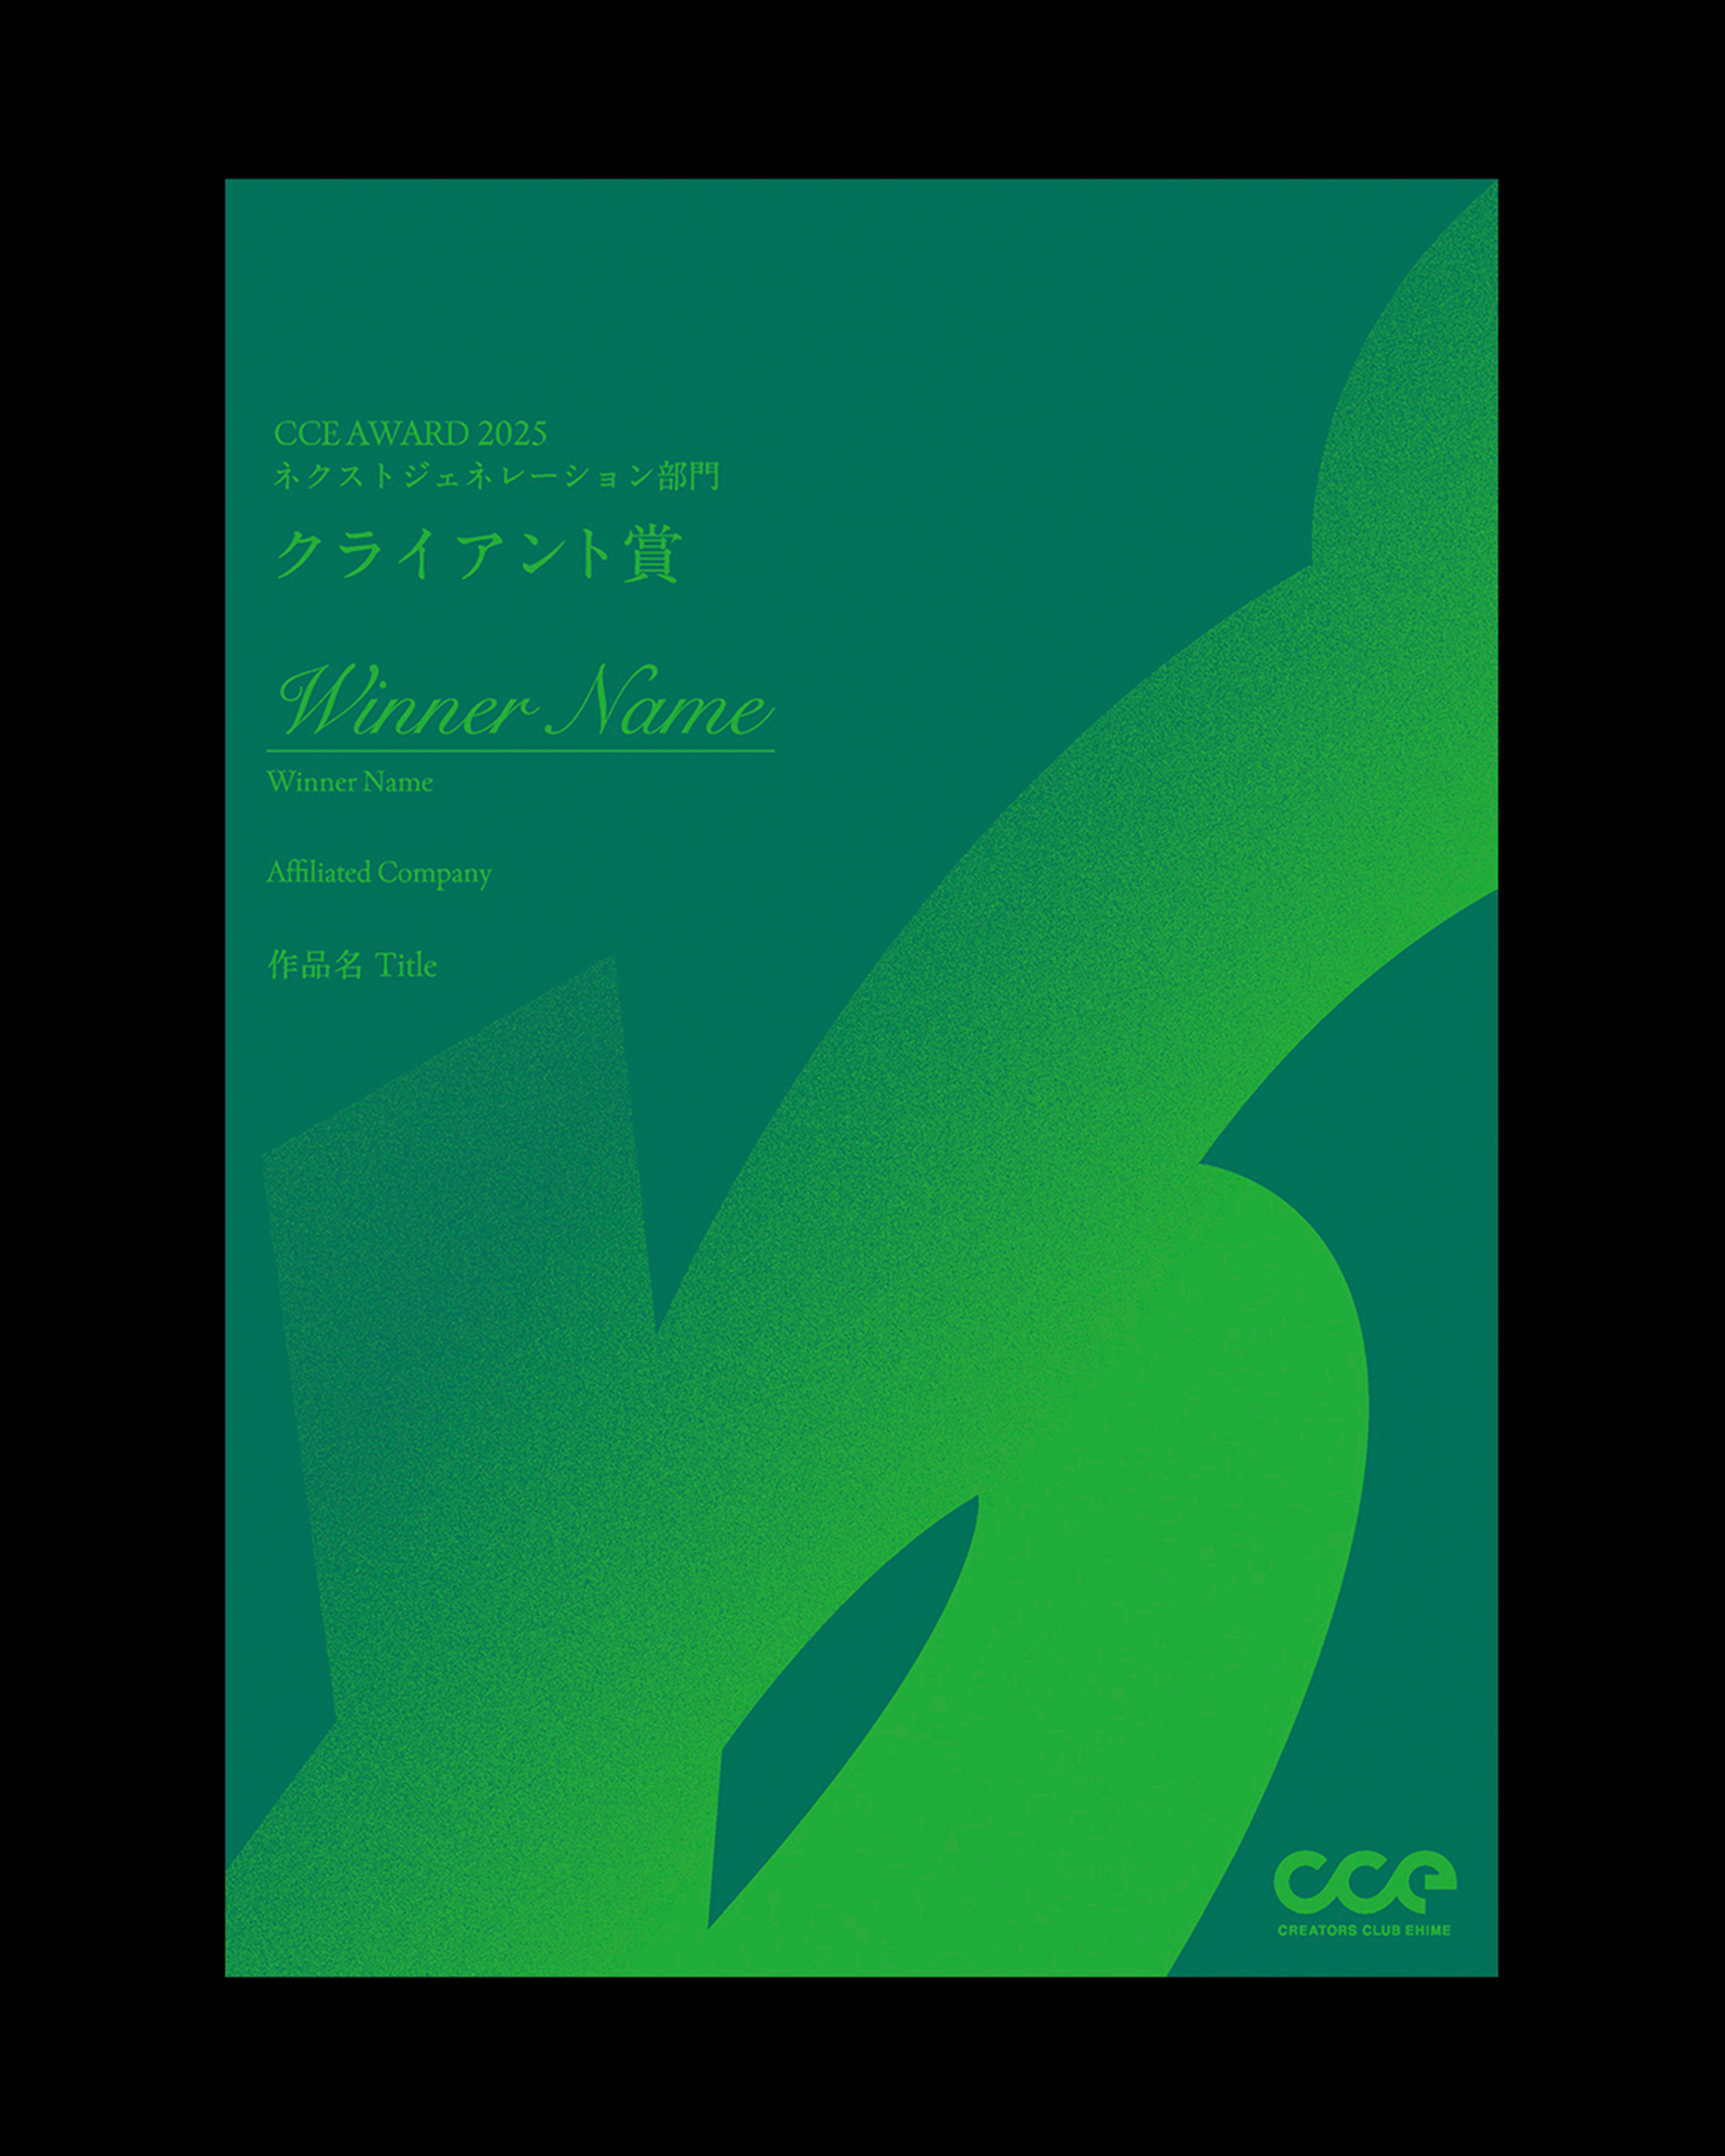 CCE AWARD 2025
ネクストジェネレーション部門
クライアント賞
Winner Name
Winner Name
Affiliated Company
作品名 Title
cce
CREATORS CLUB EHIME